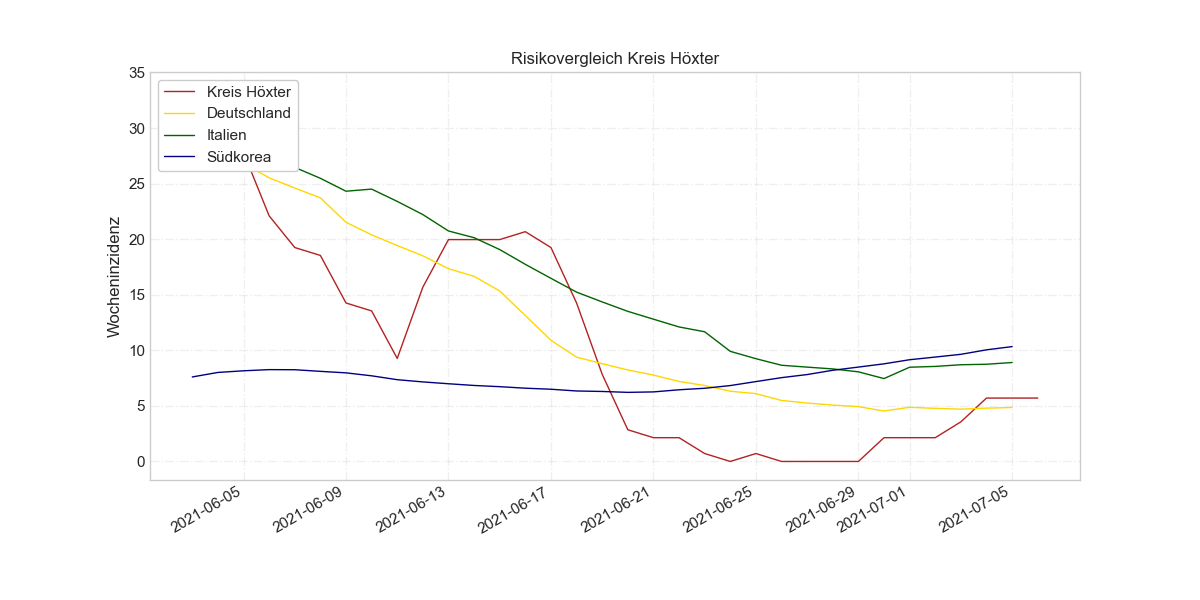 Risikovergleich Kreis Höxter
Kreis Höxter
Deutschland
Italien
Südkorea
Wocheninzidenz
35
30
25
20
15
10
5
0
2021-06-05
2021-06-09
2021-06-13
2021-06-17
2021-06-21
2021-06-25
2021-06-29
2021-07-01
2021-07-05